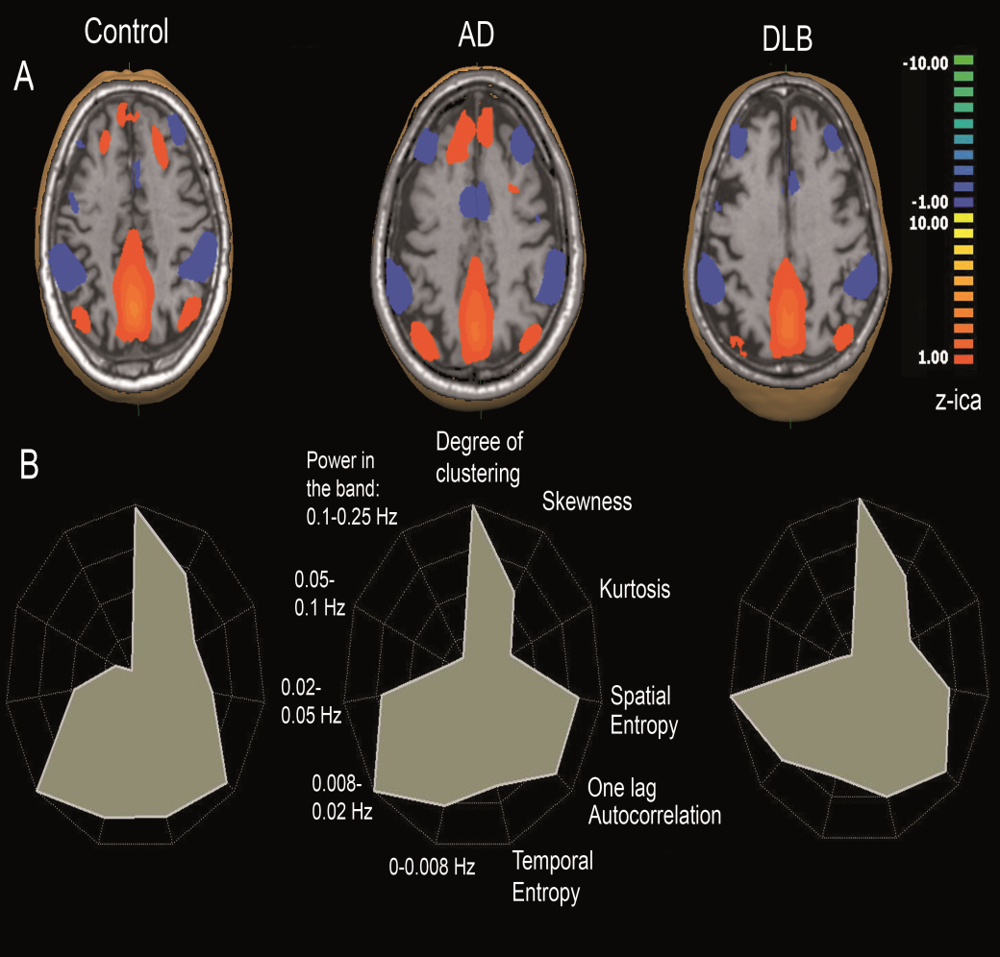 Control
AD
DLB
A
-10.00
-1.00
10.00
1.00
z-ica
B
Degree of
clustering
Power in
the band:
0.1-0.25 Hz
Skewness
0.05-
0.1 Hz
Kurtosis
0.02-
0.05 Hz
Spatial
Entropy
0.008-
0.02 Hz
One lag
Autocorrelation
0-0.008 Hz
Temporal
Entropy